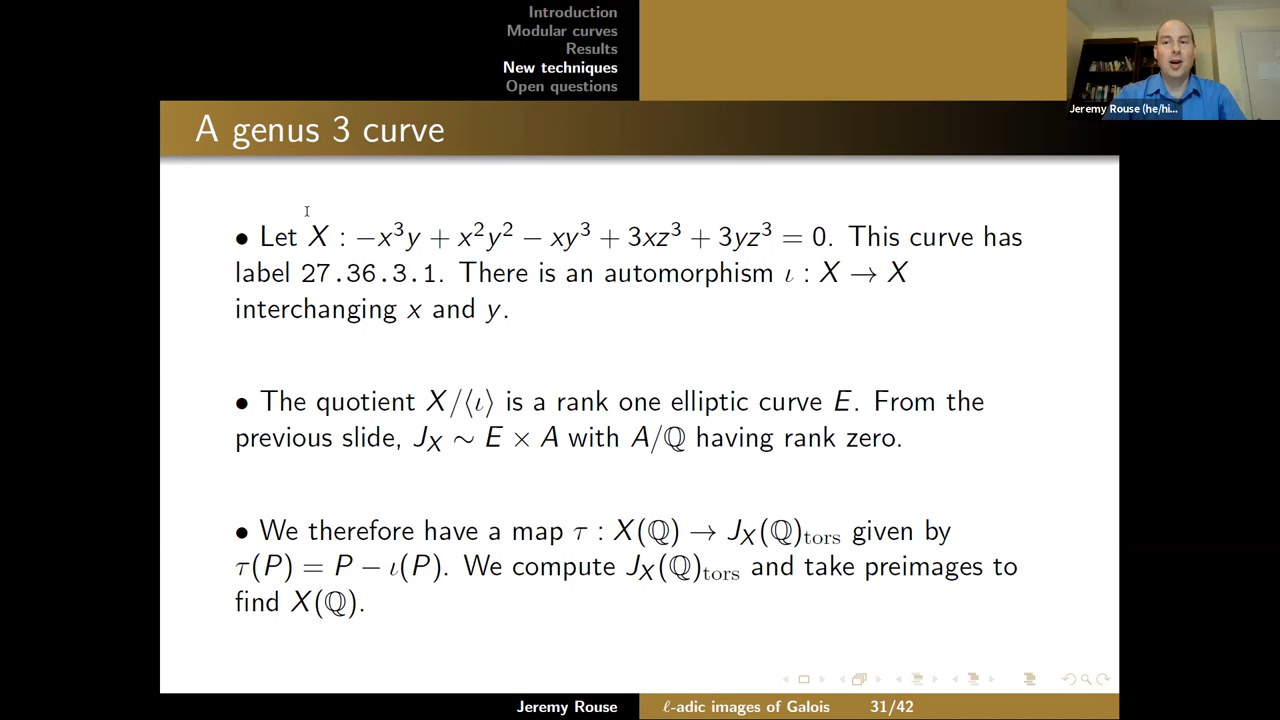 Introduction
Modular curves
Results
New techniques
Open questions
Jeremy Rouse (he/hi...
A genus 3 curve
• Let X : −x³y + x²y² − xy³ + 3xz³ + 3yz³ = 0. This curve has
label 27.36.3.1. There is an automorphism ι : X → X
interchanging x and y.
• The quotient X/⟨ι⟩ is a rank one elliptic curve E. From the
previous slide, J_X ∼ E × A with A/ℚ having rank zero.
• We therefore have a map τ : X(ℚ) → J_X(ℚ)_tors given by
τ(P) = P − ι(P). We compute J_X(ℚ)_tors and take preimages to
find X(ℚ).
Jeremy Rouse ℓ-adic images of Galois 31/42